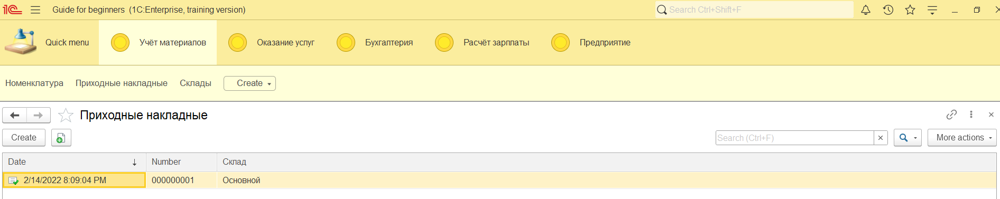 1С Guide for beginners (1C:Enterprise, training version) Search Ctrl+Shift+F
Quick menu Учёт материалов Оказание услуг Бухгалтерия Расчёт зарплаты Предприятие
Номенклатура Приходные накладные Склады Create
Приходные накладные
Create Search (Ctrl+F) × More actions
Date ↓ Number Склад
2/14/2022 8:09:04 PM 000000001 Основной